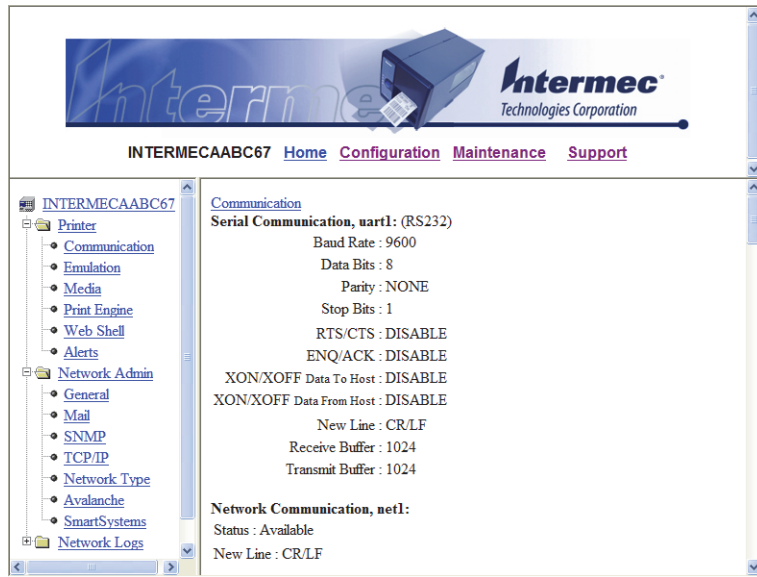 Interme
Intermec
Technologies Corporation
INTERMECAABC67 Home Configuration Maintenance Support
INTERMECAABC67
Printer
Communication
Emulation
Media
Print Engine
Web Shell
Alerts
Network Admin
General
Mail
SNMP
TCP/IP
Network Type
Avalanche
SmartSystems
Network Logs
Communication
Serial Communication, uart1: (RS232)
Baud Rate : 9600
Data Bits : 8
Parity : NONE
Stop Bits : 1
RTS/CTS : DISABLE
ENQ/ACK : DISABLE
XON/XOFF Data To Host : DISABLE
XON/XOFF Data From Host : DISABLE
New Line : CR/LF
Receive Buffer : 1024
Transmit Buffer : 1024
Network Communication, net1:
Status : Available
New Line : CR/LF